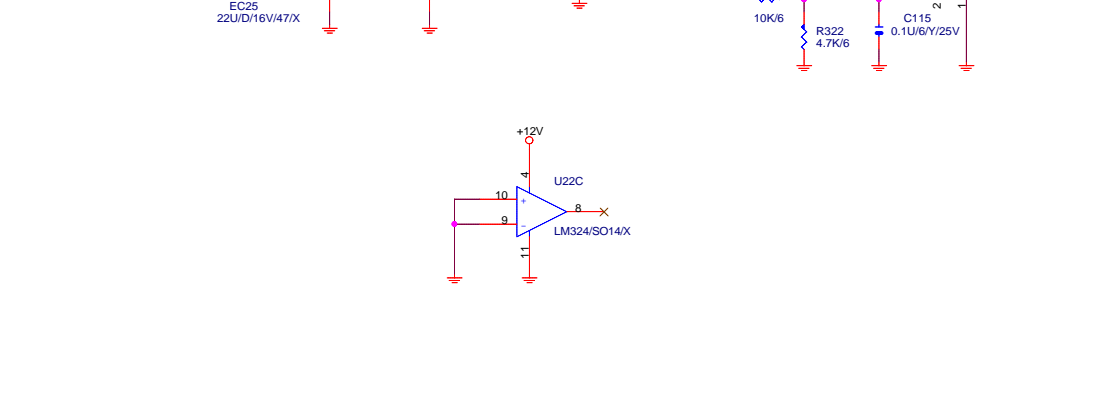 EC25
22U/D/16V/47/X
10K/6
R322
4.7K/6
C115
0.1U/6/Y/25V
2
1
+12V
4
U22C
10
+
8
9
-
LM324/SO14/X
11